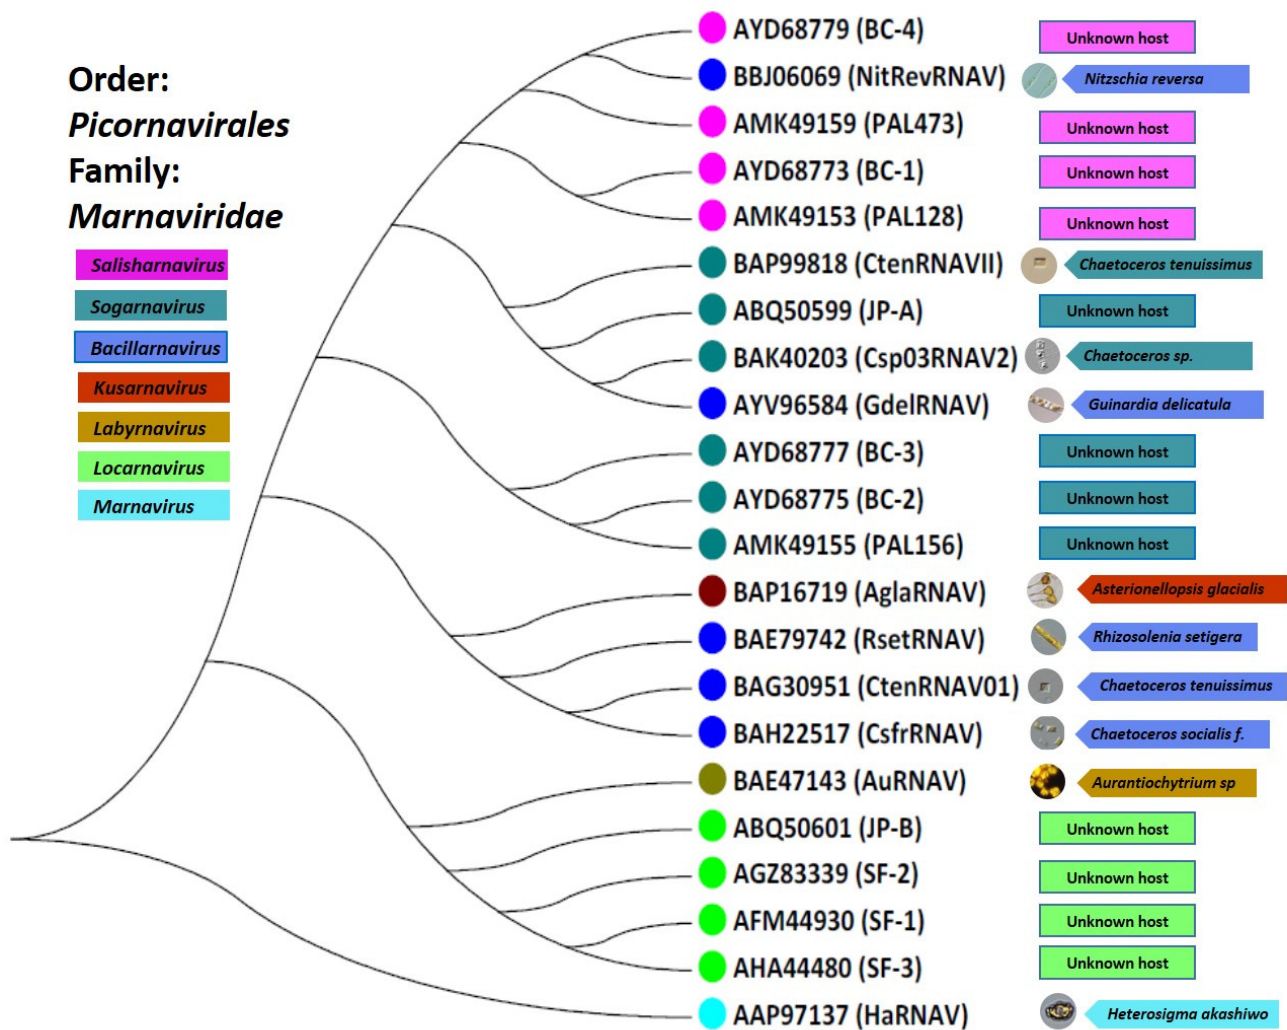 Order:
Picornavirales
Family:
Marnaviridae
Salisharnavirus
Sogarnavirus
Bacillarnavirus
Kusarnavirus
Labyrnavirus
Locarnavirus
Marnavirus
AYD68779 (BC-4) Unknown host
BBJ06069 (NitRevRNAV) Nitzschia reversa
AMK49159 (PAL473) Unknown host
AYD68773 (BC-1) Unknown host
AMK49153 (PAL128) Unknown host
BAP99818 (CtenRNAVII) Chaetoceros tenuissimus
ABQ50599 (JP-A) Unknown host
BAK40203 (Csp03RNAV2) Chaetoceros sp.
AYV96584 (GdelRNAV) Guinardia delicatula
AYD68777 (BC-3) Unknown host
AYD68775 (BC-2) Unknown host
AMK49155 (PAL156) Unknown host
BAP16719 (AglaRNAV) Asterionellopsis glacialis
BAE79742 (RsetRNAV) Rhizosolenia setigera
BAG30951 (CtenRNAV01) Chaetoceros tenuissimus
BAH22517 (CsfrRNAV) Chaetoceros socialis f.
BAE47143 (AuRNAV) Aurantiochytrium sp
ABQ50601 (JP-B) Unknown host
AGZ83339 (SF-2) Unknown host
AFM44930 (SF-1) Unknown host
AHA44480 (SF-3) Unknown host
AAP97137 (HaRNAV) Heterosigma akashiwo